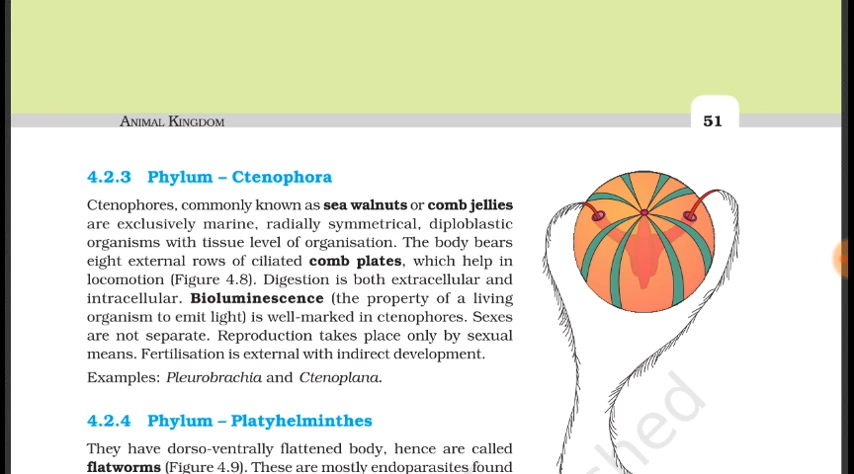 ANIMAL KINGDOM
51
4.2.3 Phylum – Ctenophora
Ctenophores, commonly known as sea walnuts or comb jellies
are exclusively marine, radially symmetrical, diploblastic
organisms with tissue level of organisation. The body bears
eight external rows of ciliated comb plates, which help in
locomotion (Figure 4.8). Digestion is both extracellular and
intracellular. Bioluminescence (the property of a living
organism to emit light) is well-marked in ctenophores. Sexes
are not separate. Reproduction takes place only by sexual
means. Fertilisation is external with indirect development.
Examples: Pleurobrachia and Ctenoplana.
4.2.4 Phylum – Platyhelminthes
They have dorso-ventrally flattened body, hence are called
flatworms (Figure 4.9). These are mostly endoparasites found